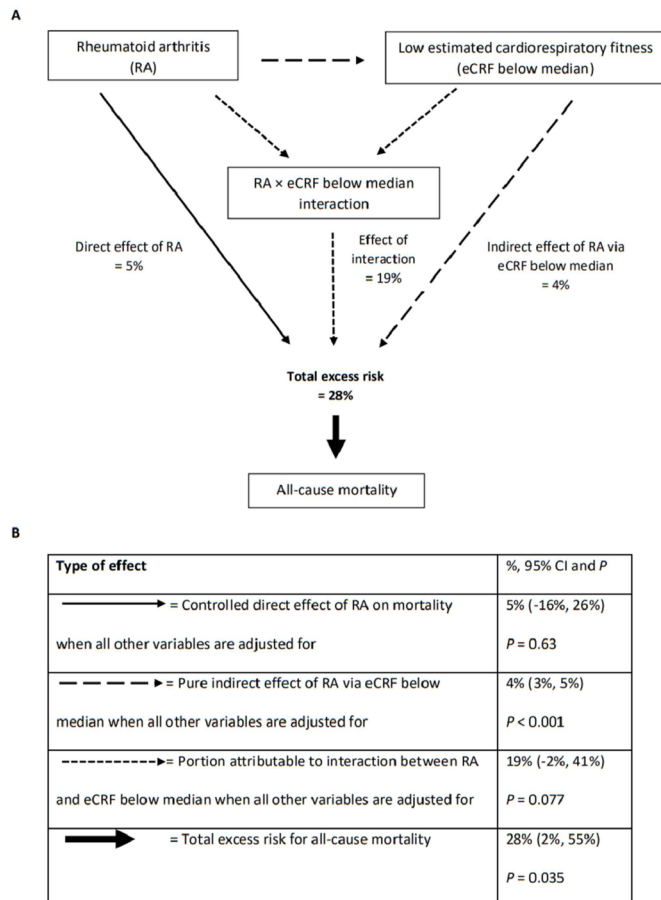 A
Rheumatoid arthritis
(RA)
Low estimated cardiorespiratory fitness
(eCRF below median)
RA × eCRF below median
interaction
Direct effect of RA
= 5%
Effect of
interaction
= 19%
Indirect effect of RA via
eCRF below median
= 4%
Total excess risk
= 28%
All-cause mortality
B
Type of effect
%, 95% CI and P
= Controlled direct effect of RA on mortality
when all other variables are adjusted for
5% (-16%, 26%)
P = 0.63
= Pure indirect effect of RA via eCRF below
median when all other variables are adjusted for
4% (3%, 5%)
P < 0.001
= Portion attributable to interaction between RA
and eCRF below median when all other variables are adjusted for
19% (-2%, 41%)
P = 0.077
= Total excess risk for all-cause mortality
28% (2%, 55%)
P = 0.035